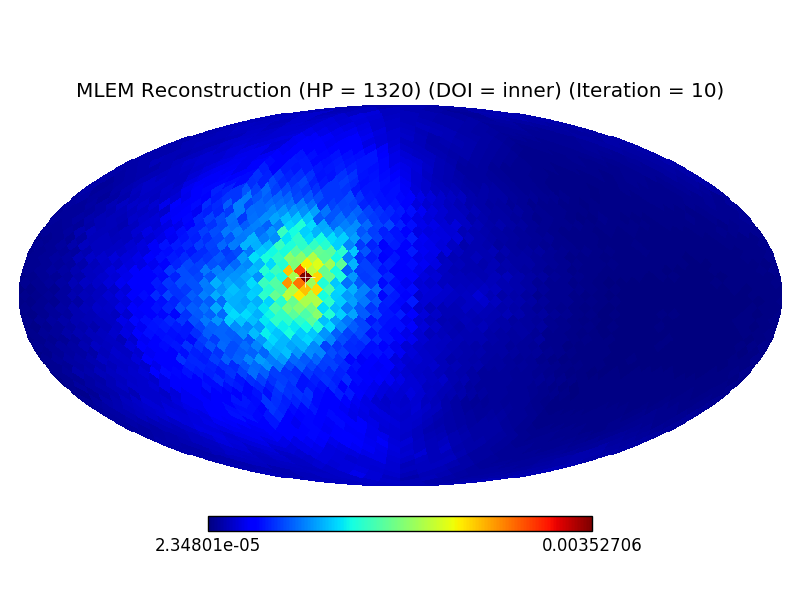 MLEM Reconstruction (HP = 1320) (DOI = inner) (Iteration = 10)
2.34801e-05 0.00352706